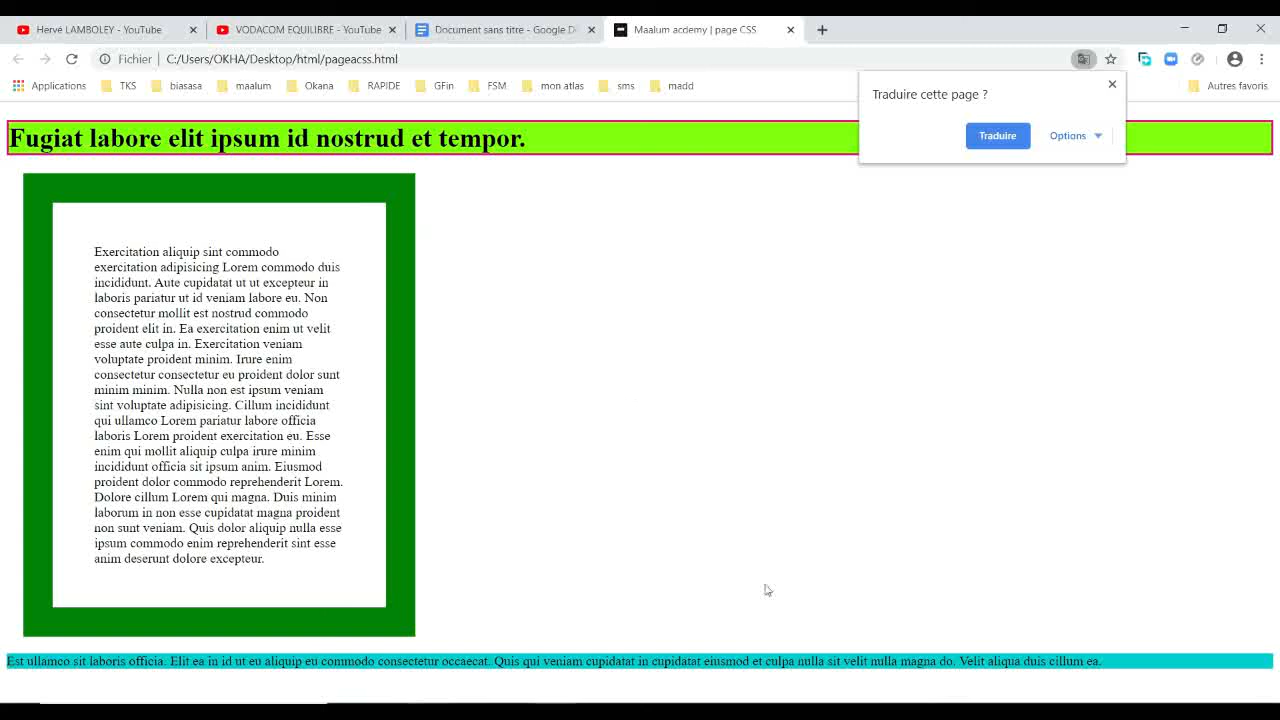 Hervé LAMBOLEY - YouTube
VODACOM EQUILIBRE - YouTube
Document sans titre - Google D
Maalum acdemy | page CSS
Fichier | C:/Users/OKHA/Desktop/html/pageacss.html
Applications
TKS
biasasa
maalum
Okana
RAPIDE
GFin
FSM
mon atlas
sms
madd
Autres favoris
Traduire cette page ?
Traduire
Options
Fugiat labore elit ipsum id nostrud et tempor.
Exercitation aliquip sint commodo
exercitation adipisicing Lorem commodo duis
incididunt. Aute cupidatat ut ut excepteur in
laboris pariatur ut id veniam labore eu. Non
consectetur mollit est nostrud commodo
proident elit in. Ea exercitation enim ut velit
esse aute culpa in. Exercitation veniam
voluptate proident minim. Irure enim
consectetur consectetur eu proident dolor sunt
minim minim. Nulla non est ipsum veniam
sint voluptate adipisicing. Cillum incididunt
qui ullamco Lorem pariatur labore officia
laboris Lorem proident exercitation eu. Esse
enim qui mollit aliquip culpa irure minim
incididunt officia sit ipsum anim. Eiusmod
proident dolor commodo reprehenderit Lorem.
Dolore cillum Lorem qui magna. Duis minim
laborum in non esse cupidatat magna proident
non sunt veniam. Quis dolor aliquip nulla esse
ipsum commodo enim reprehenderit sint esse
anim deserunt dolore excepteur.
Est ullamco sit laboris officia. Elit ea in id ut eu aliquip eu commodo consectetur occaecat. Quis qui veniam cupidatat in cupidatat eiusmod et culpa nulla sit velit nulla magna do. Velit aliqua duis cillum ea.